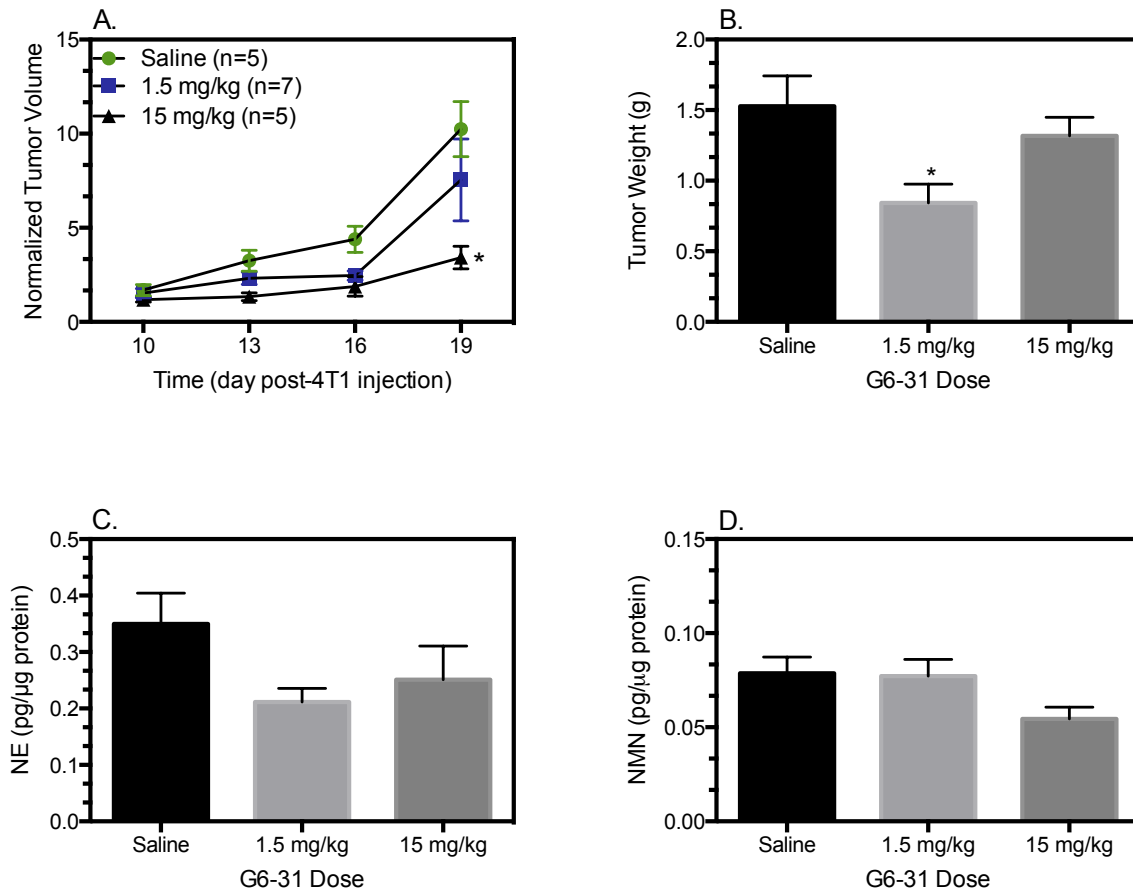 A.
Normalized Tumor Volume
15
10
5
0
Saline (n=5)
1.5 mg/kg (n=7)
15 mg/kg (n=5)
*
10 13 16 19
Time (day post-4T1 injection)
B.
Tumor Weight (g)
2.0
1.5
1.0
0.5
0.0
*
Saline 1.5 mg/kg 15 mg/kg
G6-31 Dose
C.
NE (pg/µg protein)
0.5
0.4
0.3
0.2
0.1
0.0
Saline 1.5 mg/kg 15 mg/kg
G6-31 Dose
D.
NMN (pg/µg protein)
0.15
0.10
0.05
0.00
Saline 1.5 mg/kg 15 mg/kg
G6-31 Dose